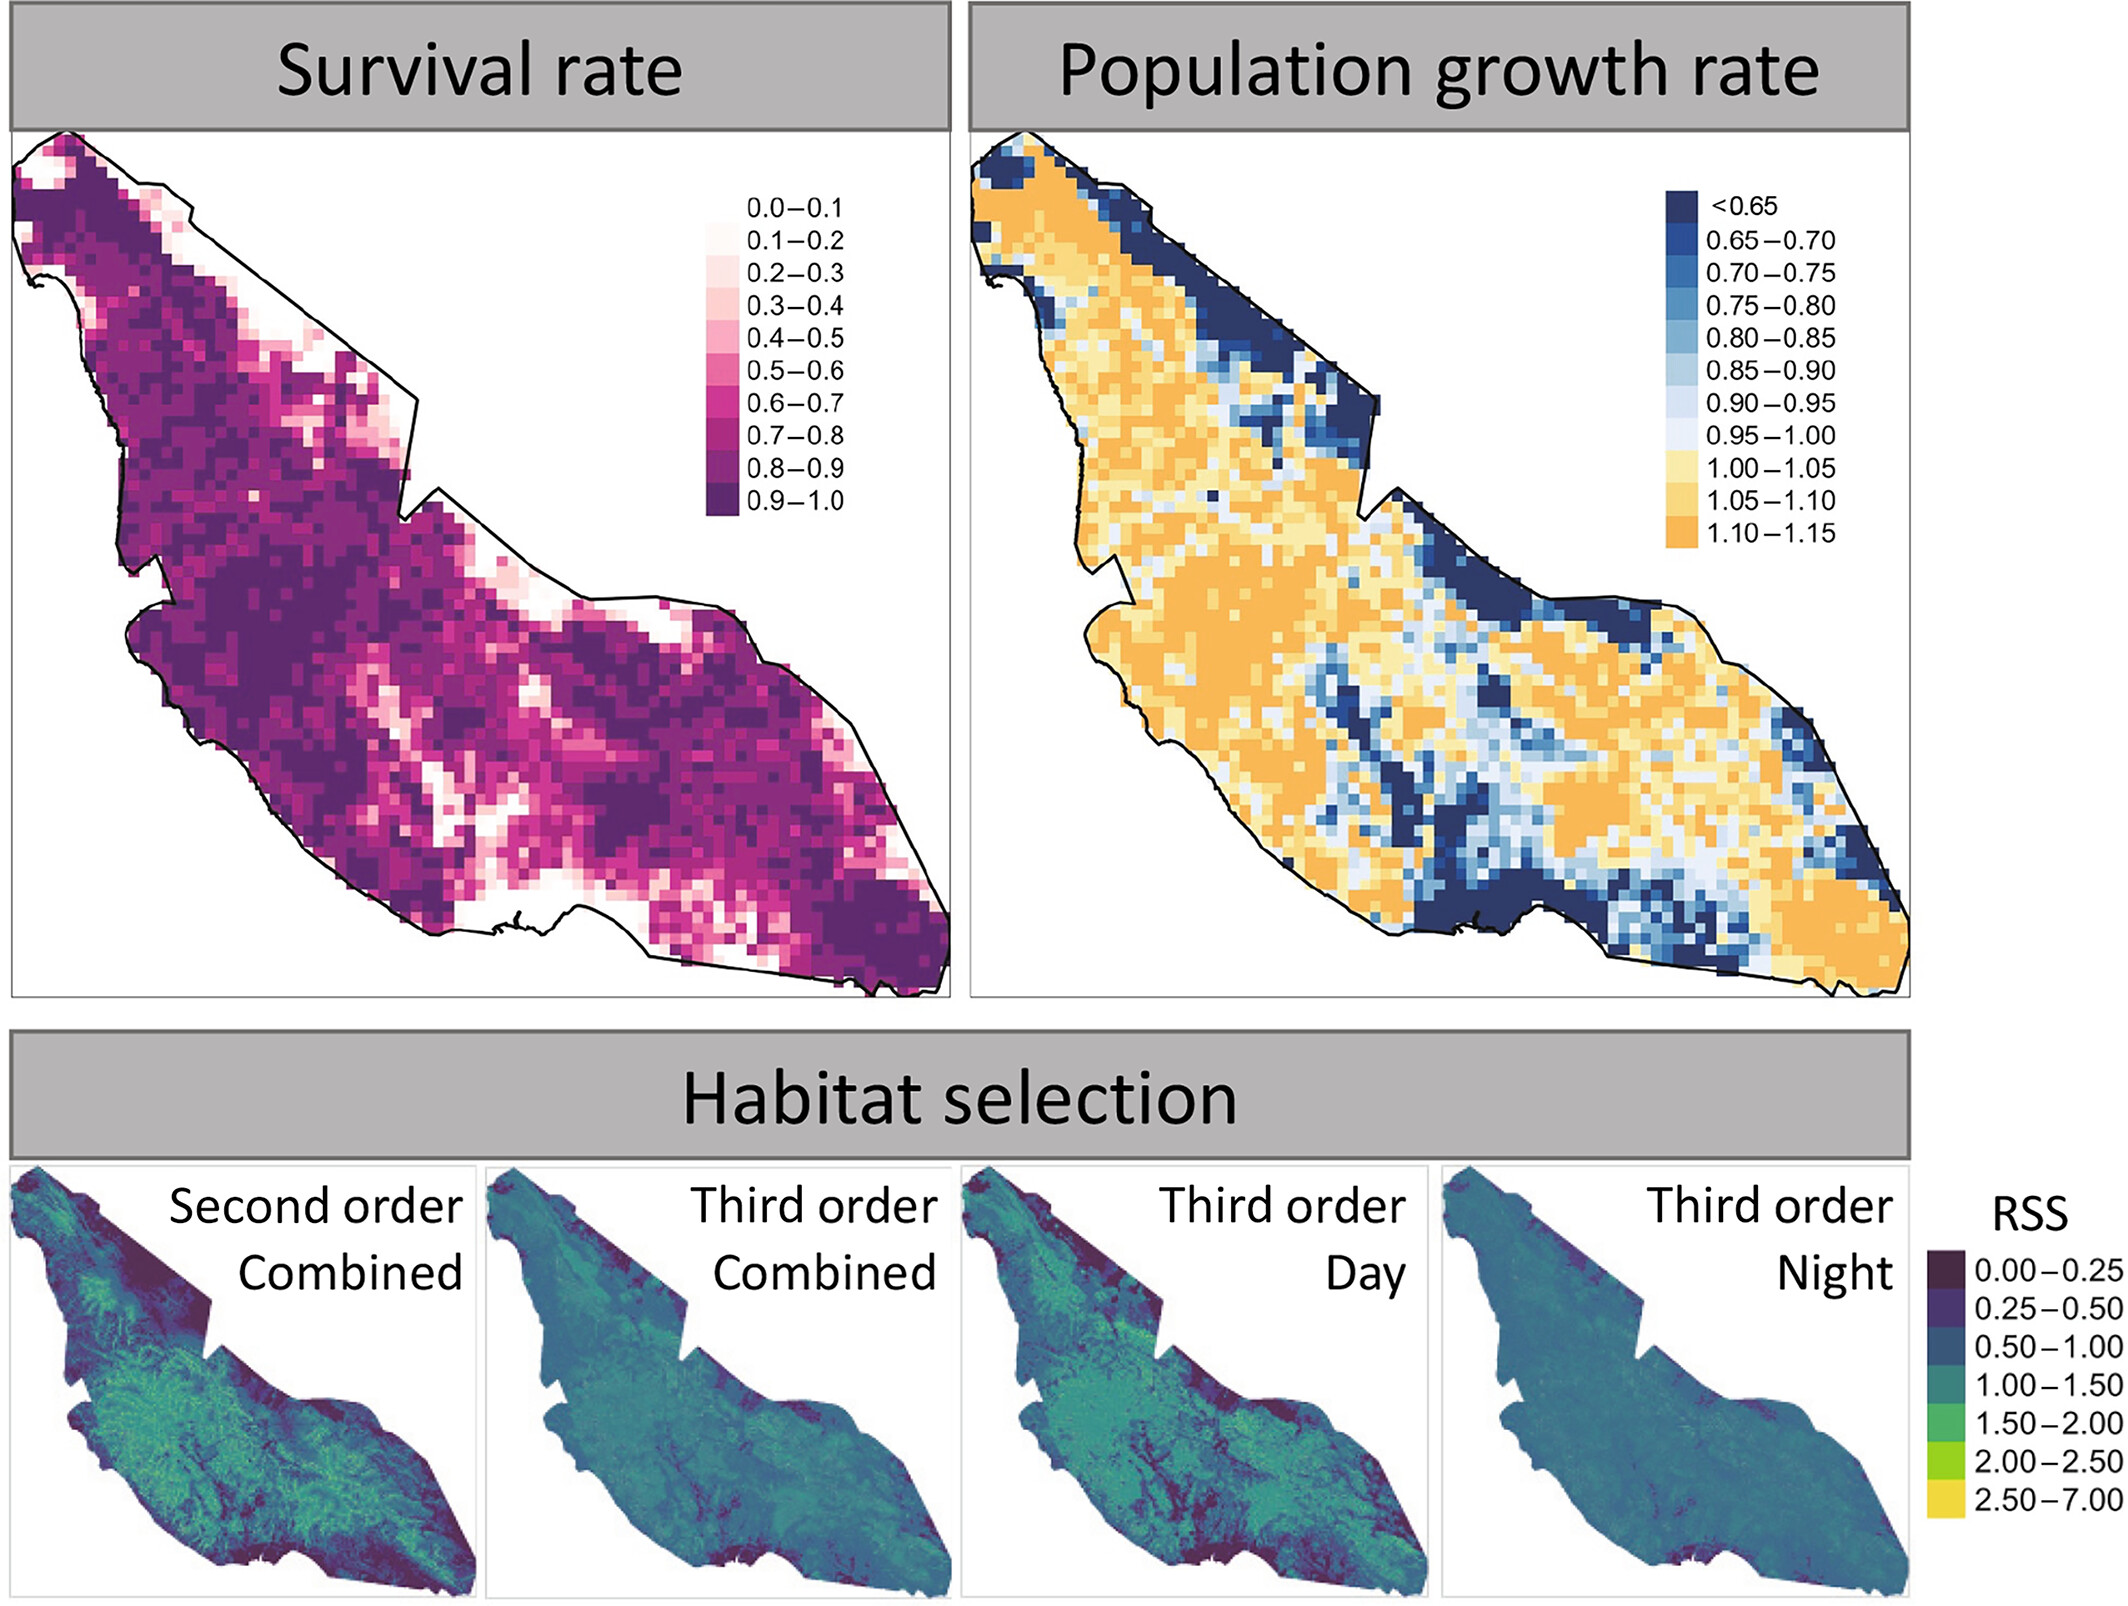 Survival rate
Population growth rate
0.0–0.1
0.1–0.2
0.2–0.3
0.3–0.4
0.4–0.5
0.5–0.6
0.6–0.7
0.7–0.8
0.8–0.9
0.9–1.0
<0.65
0.65–0.70
0.70–0.75
0.75–0.80
0.80–0.85
0.85–0.90
0.90–0.95
0.95–1.00
1.00–1.05
1.05–1.10
1.10–1.15
Habitat selection
Second order
Combined
Third order
Combined
Third order
Day
Third order
Night
RSS
0.00–0.25
0.25–0.50
0.50–1.00
1.00–1.50
1.50–2.00
2.00–2.50
2.50–7.00